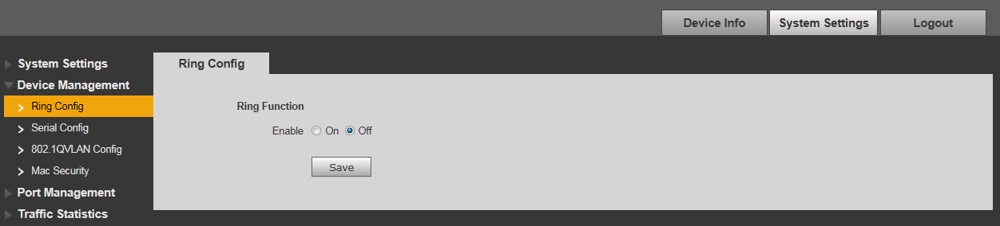 Device Info System Settings Logout
System Settings
Device Management
Ring Config
Serial Config
802.1QVLAN Config
Mac Security
Port Management
Traffic Statistics
Ring Config
Ring Function
Enable On Off
Save